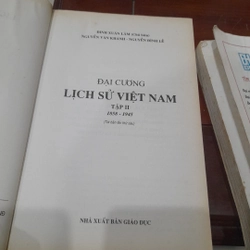 ĐINH XUÂN LÂM (Chủ biên)
NGUYỄN VĂN KHÁNH - NGUYỄN ĐÌNH LỄ
ĐẠI CƯƠNG
LỊCH SỬ VIỆT NAM
TẬP II
1858 - 1945
NHÀ XUẤT BẢN GIÁO DỤC